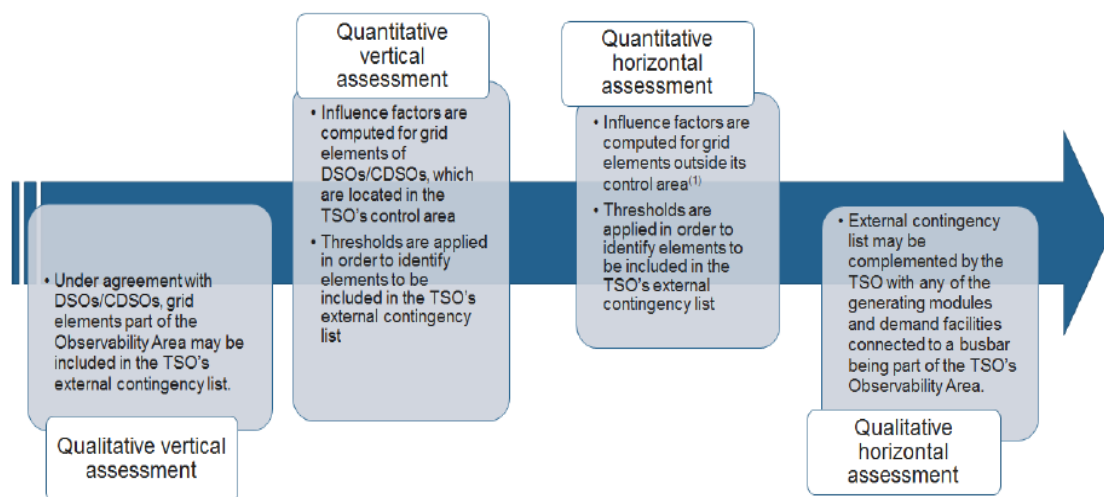 Under agreement with
DSOs/CDSOs, grid
elements part of the
Observability Area may be
included in the TSO's
external contingency list.
Qualitative vertical
assessment
Quantitative
vertical
assessment
Influence factors are
computed for grid
elements of
DSOs/CDSOs, which
are located in the
TSO's control area
Thresholds are applied
in order to identify
elements to be
included in the TSO's
external contingency
list
Quantitative
horizontal
assessment
Influence factors are
computed for grid
elements outside its
control area(1)
Thresholds are
applied in order to
identify elements to
be included in the
TSO's external
contingency list
External contingency
list may be
complemented by the
TSO with any of the
generating modules
and demand facilities
connected to a busbar
being part of the TSO's
Observability Area.
Qualitative
horizontal
assessment